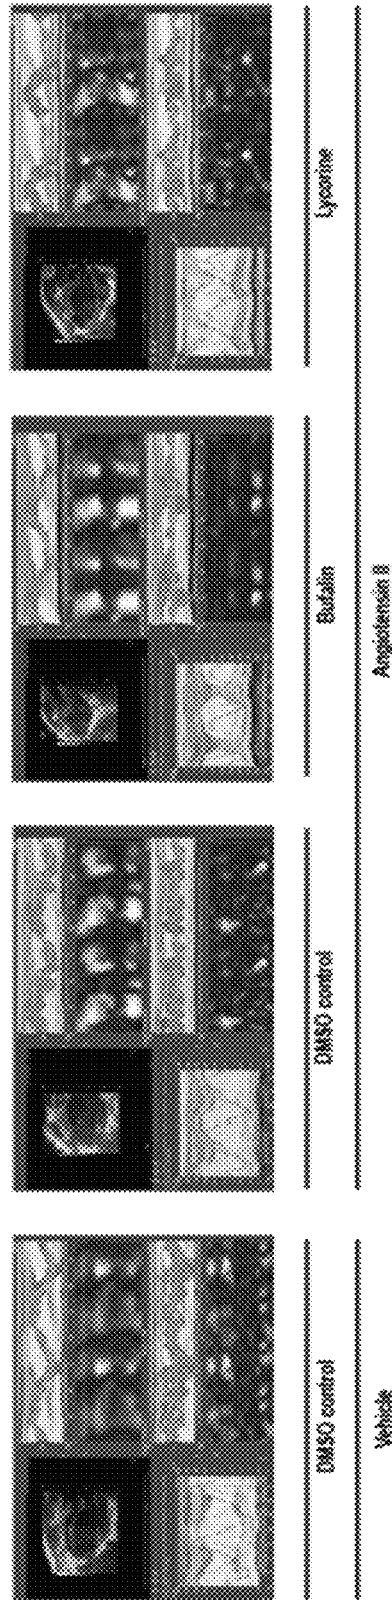 DMSO control
DMSO control
Bufalin
Lycorine
Vehicle
Angiotensin II